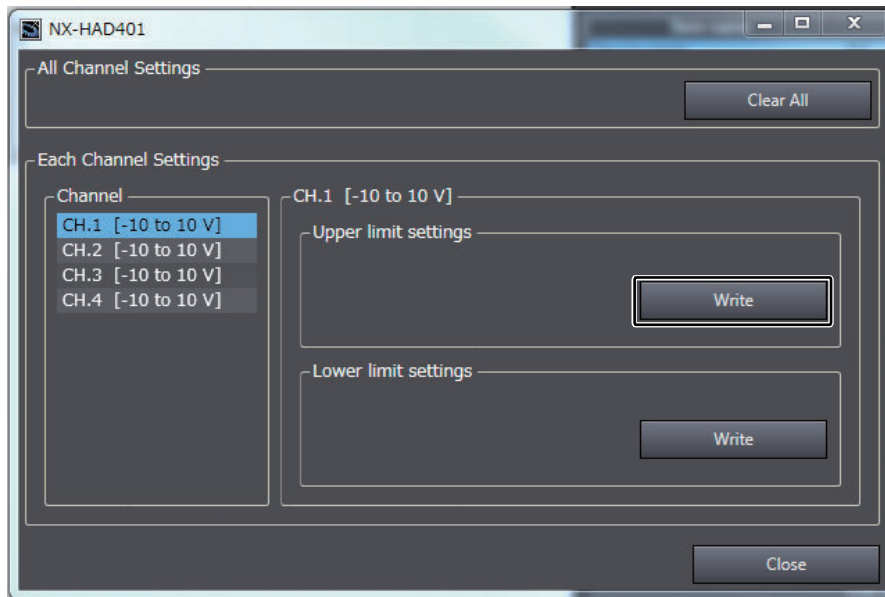 NX-HAD401
All Channel Settings
Clear All
Each Channel Settings
Channel
CH.1 [-10 to 10 V]
CH.2 [-10 to 10 V]
CH.3 [-10 to 10 V]
CH.4 [-10 to 10 V]
CH.1 [-10 to 10 V]
Upper limit settings
Write
Lower limit settings
Write
Close